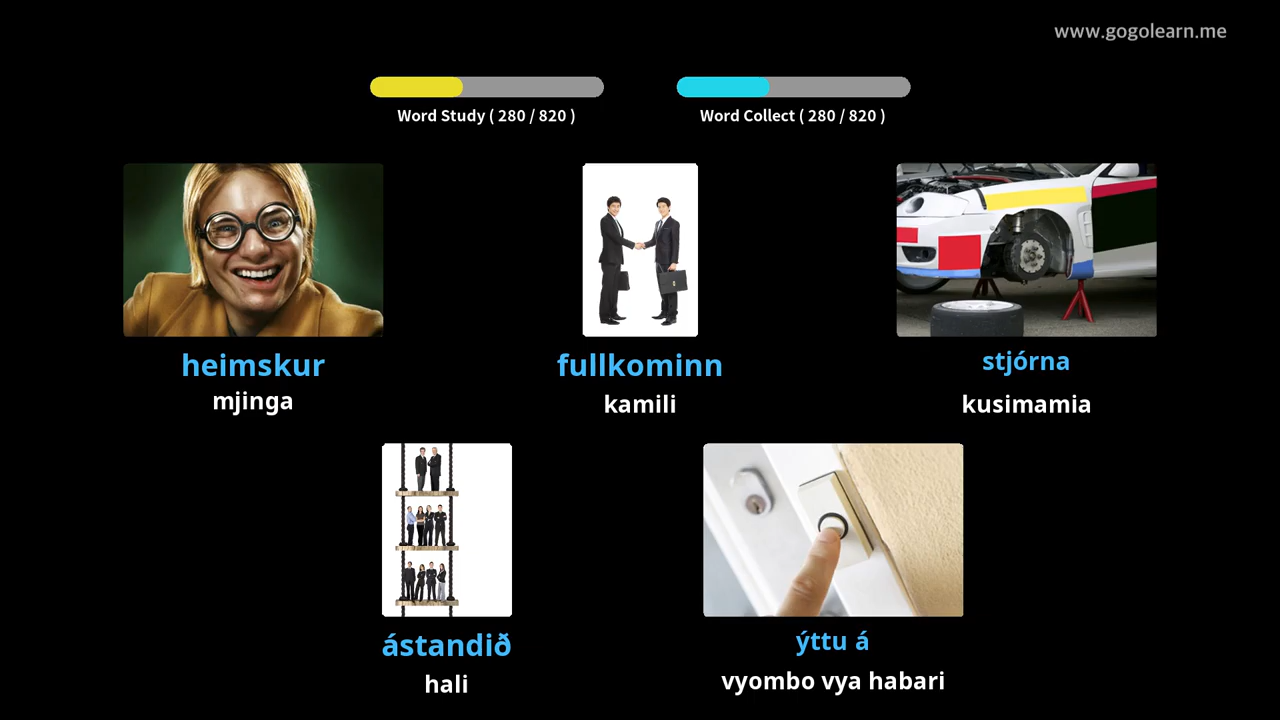 www.gogolearn.me
Word Study ( 280 / 820 )
Word Collect ( 280 / 820 )
heimskur
mjinga
fullkominn
kamili
stjórna
kusimamia
ástandið
hali
ýttu á
vyombo vya habari